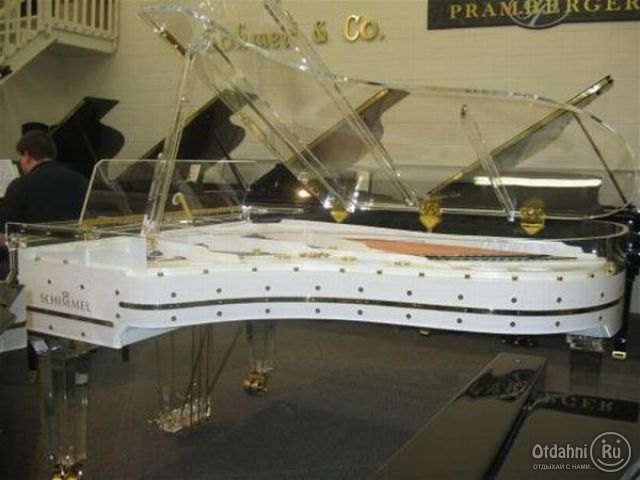 & Co.
PRAMBERGER
SCHIMMEL
Otdahni Ru
ОТДЫХАЙ С НАМИ...